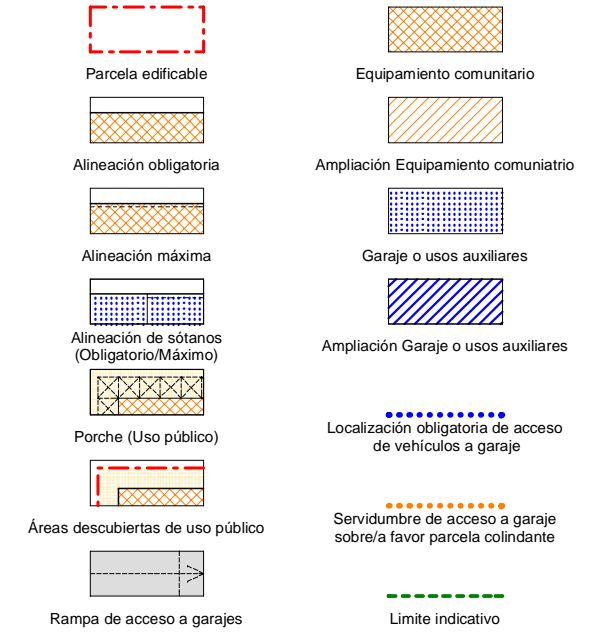 Parcela edificable
Equipamiento comunitario
Alineación obligatoria
Ampliación Equipamiento comuniatrio
Alineación máxima
Garaje o usos auxiliares
Alineación de sótanos
(Obligatorio/Máximo)
Ampliación Garaje o usos auxiliares
Porche (Uso público)
Localización obligatoria de acceso
de vehículos a garaje
Áreas descubiertas de uso público
Servidumbre de acceso a garaje
sobre/a favor parcela colindante
Rampa de acceso a garajes
Limite indicativo